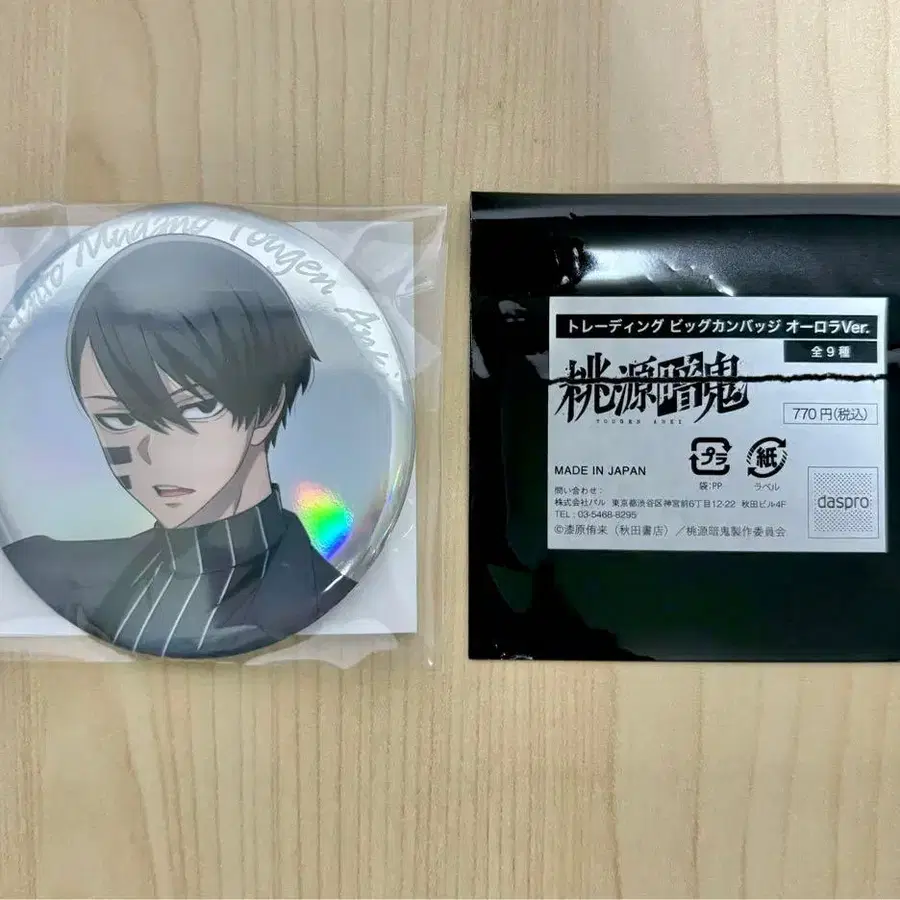 Mudano Tougen Anki
トレーディング ビッグカンバッジ オーロラVer.
全9種
桃源暗鬼
TOUGEN ANKI
770円(税込)
プラ
紙
袋:PP
ラベル
MADE IN JAPAN
daspro
問い合わせ:
株式会社パル 東京都渋谷区神宮前6丁目12-22 秋田ビル4F
TEL : 03-5468-8295
©漆原侑来（秋田書店）／桃源暗鬼製作委員会